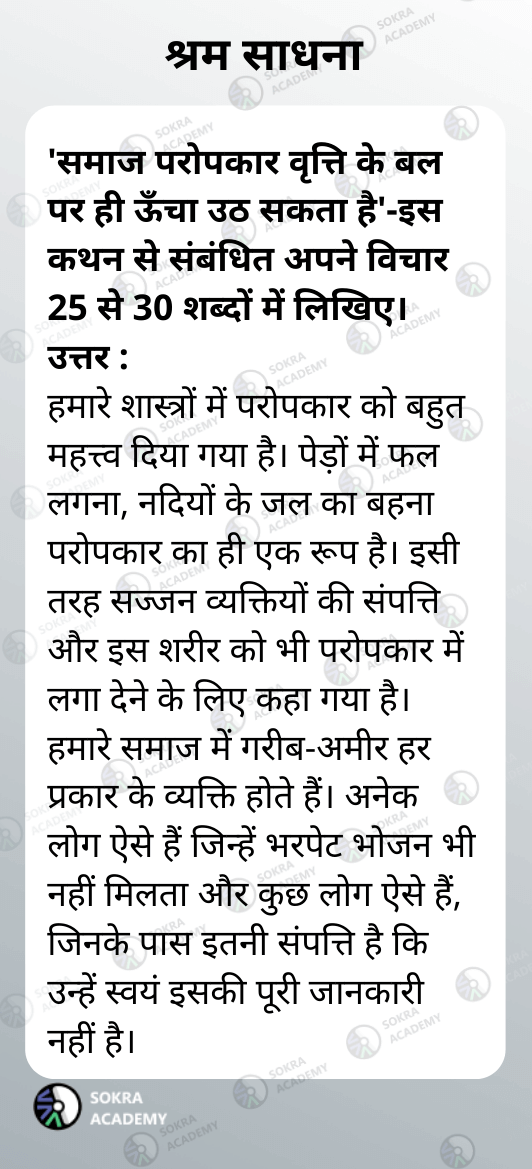 श्रम साधना
'समाज परोपकार वृत्ति के बल
पर ही ऊँचा उठ सकता है'-इस
कथन से संबंधित अपने विचार
25 से 30 शब्दों में लिखिए।
उत्तर :
हमारे शास्त्रों में परोपकार को बहुत
महत्त्व दिया गया है। पेड़ों में फल
लगना, नदियों के जल का बहना
परोपकार का ही एक रूप है। इसी
तरह सज्जन व्यक्तियों की संपत्ति
और इस शरीर को भी परोपकार में
लगा देने के लिए कहा गया है।
हमारे समाज में गरीब-अमीर हर
प्रकार के व्यक्ति होते हैं। अनेक
लोग ऐसे हैं जिन्हें भरपेट भोजन भी
नहीं मिलता और कुछ लोग ऐसे हैं,
जिनके पास इतनी संपत्ति है कि
उन्हें स्वयं इसकी पूरी जानकारी
नहीं है।
SOKRA
ACADEMY